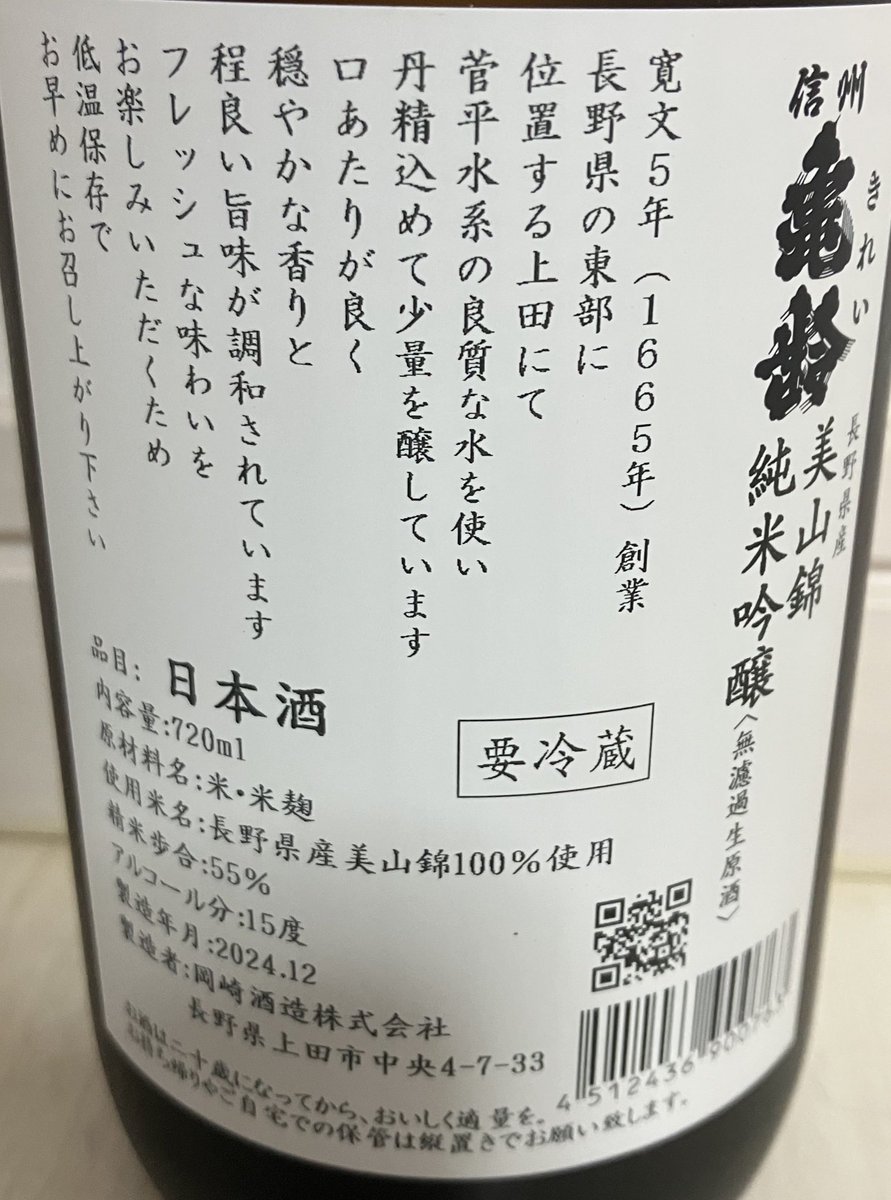 信州
亀齢
きれい
長野県産
美山錦
純米吟醸〈無濾過生原酒〉
寛文5年（1665年）創業
長野県の東部に
位置する上田にて
菅平水系の良質な水を使い
丹精込めて少量を醸しています
口あたりが良く
穏やかな香りと
程良い旨味が調和されています
フレッシュな味わいを
お楽しみいただくため
低温保存で
お早めにお召し上がり下さい
要冷蔵
品目:日本酒
内容量:720ml
原材料名:米・米麹
使用米名:長野県産美山錦100％使用
精米歩合:55％
アルコール分:15度
製造年月:2024.12
製造者:岡崎酒造株式会社
長野県上田市中央4-7-33
お酒は二十歳になってから、おいしく適量を。
お持ち帰りやご自宅での保管は縦置きでお願い致します。